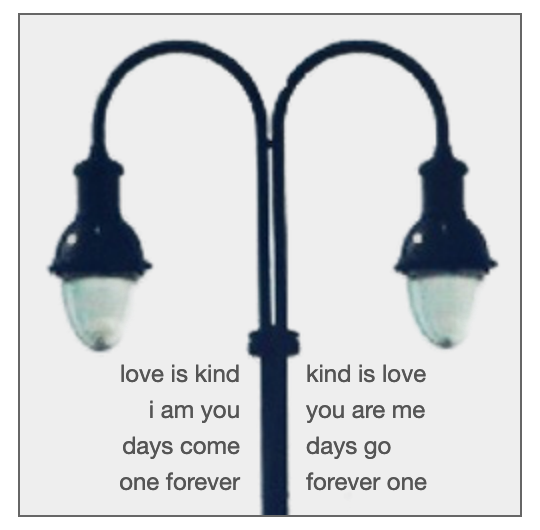 love is kind
i am you
days come
one forever
kind is love
you are me
days go
forever one